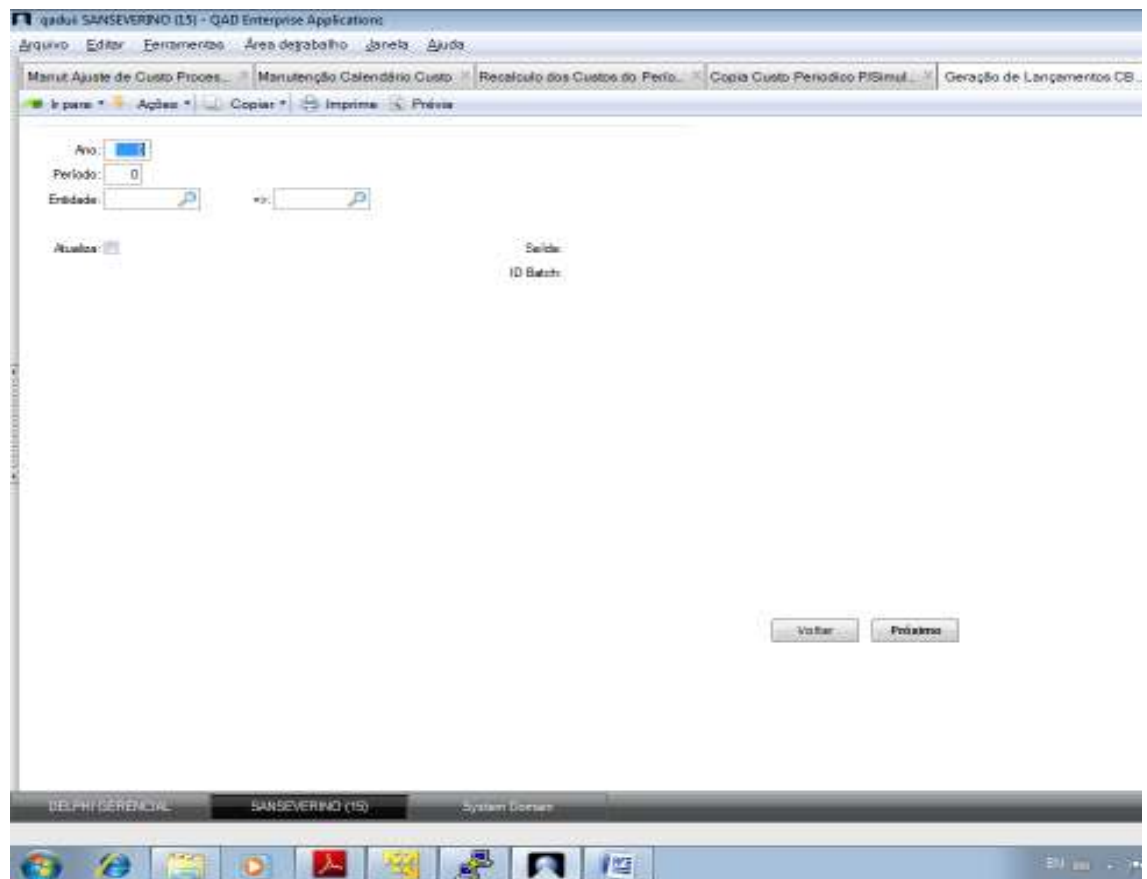 qadui SANSEVERINO (15) - QAD Enterprise Applications
Arquivo Editar Ferramentas Área de trabalho Janela Ajuda
Manut Ajuste de Custo Proces... Manutenção Calendário Custo Recalculo dos Custos do Perío... Copia Custo Periodico P/Simul... Geração de Lançamentos CB...
Ir para Ações Copiar Imprime Prévia
Ano:
Período: 0
Entidade: =>:
Atualiza: Saída:
ID Batch:
Voltar Próximo
DELPHI GERENCIAL SANSEVERINO (15) System Domain
EN